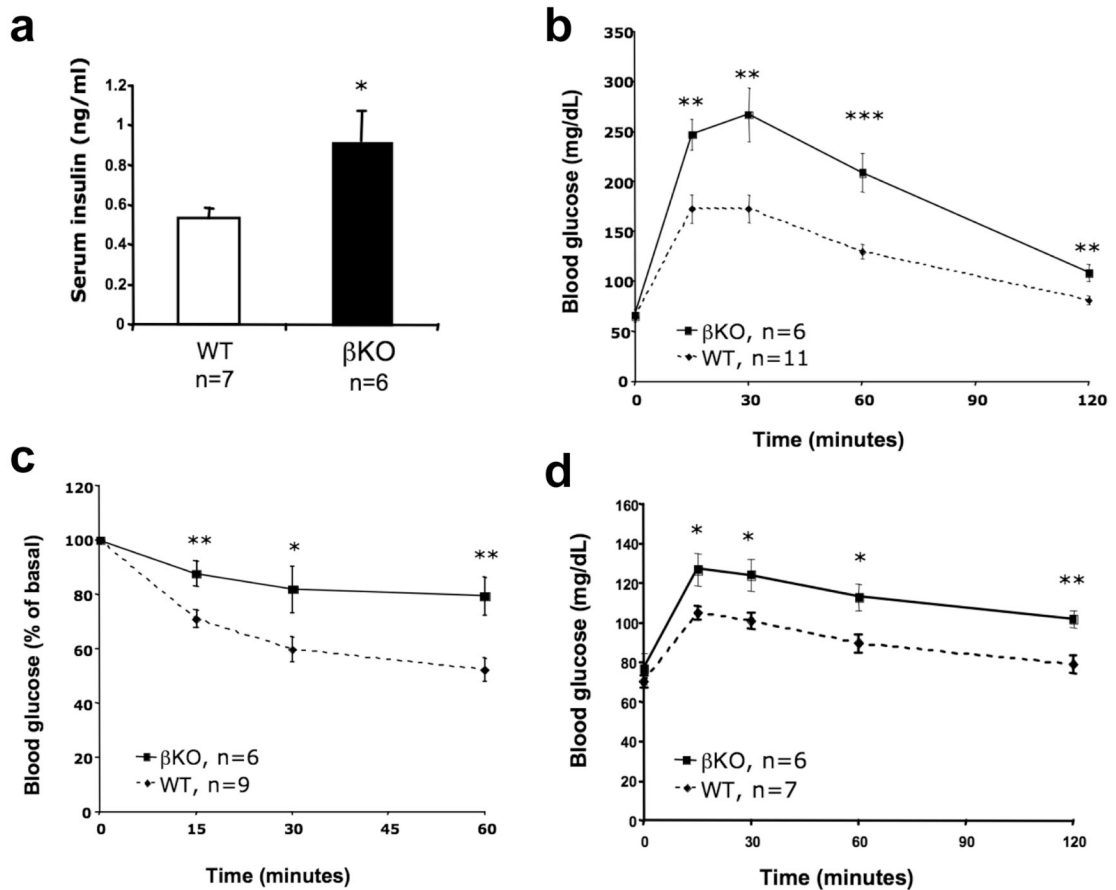 a
Serum insulin (ng/ml)
1.2
1
0.8
0.6
0.4
0.2
0
*
WT
n=7
βKO
n=6
b
Blood glucose (mg/dL)
350
300
250
200
150
100
50
0
**
**
***
**
βKO, n=6
WT, n=11
0
30
60
90
120
Time (minutes)
c
Blood glucose (% of basal)
120
100
80
60
40
20
0
**
*
**
βKO, n=6
WT, n=9
0
15
30
45
60
Time (minutes)
d
Blood glucose (mg/dL)
160
140
120
100
80
60
40
20
0
*
*
*
**
βKO, n=6
WT, n=7
0
30
60
90
120
Time (minutes)